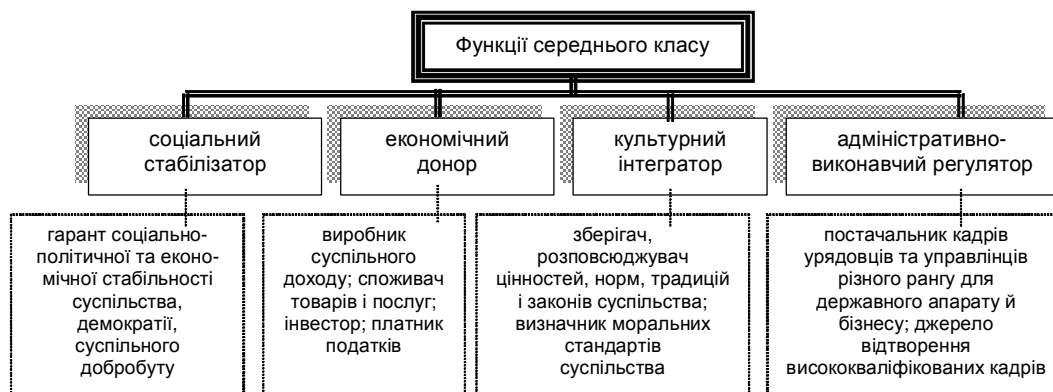 Функції середнього класу
соціальний
стабілізатор
економічний
донор
культурний
інтегратор
адміністративно-
виконавчий регулятор
гарант соціально-
політичної та еконо-
мічної стабільності
суспільства,
демократії,
суспільного
добробуту
виробник
суспільного
доходу; споживач
товарів і послуг;
інвестор; платник
податків
зберігач,
розповсюджувач
цінностей, норм, традицій
і законів суспільства;
визначник моральних
стандартів
суспільства
постачальник кадрів
урядовців та управлінців
різного рангу для
державного апарату й
бізнесу; джерело
відтворення
висококваліфікованих кадрів